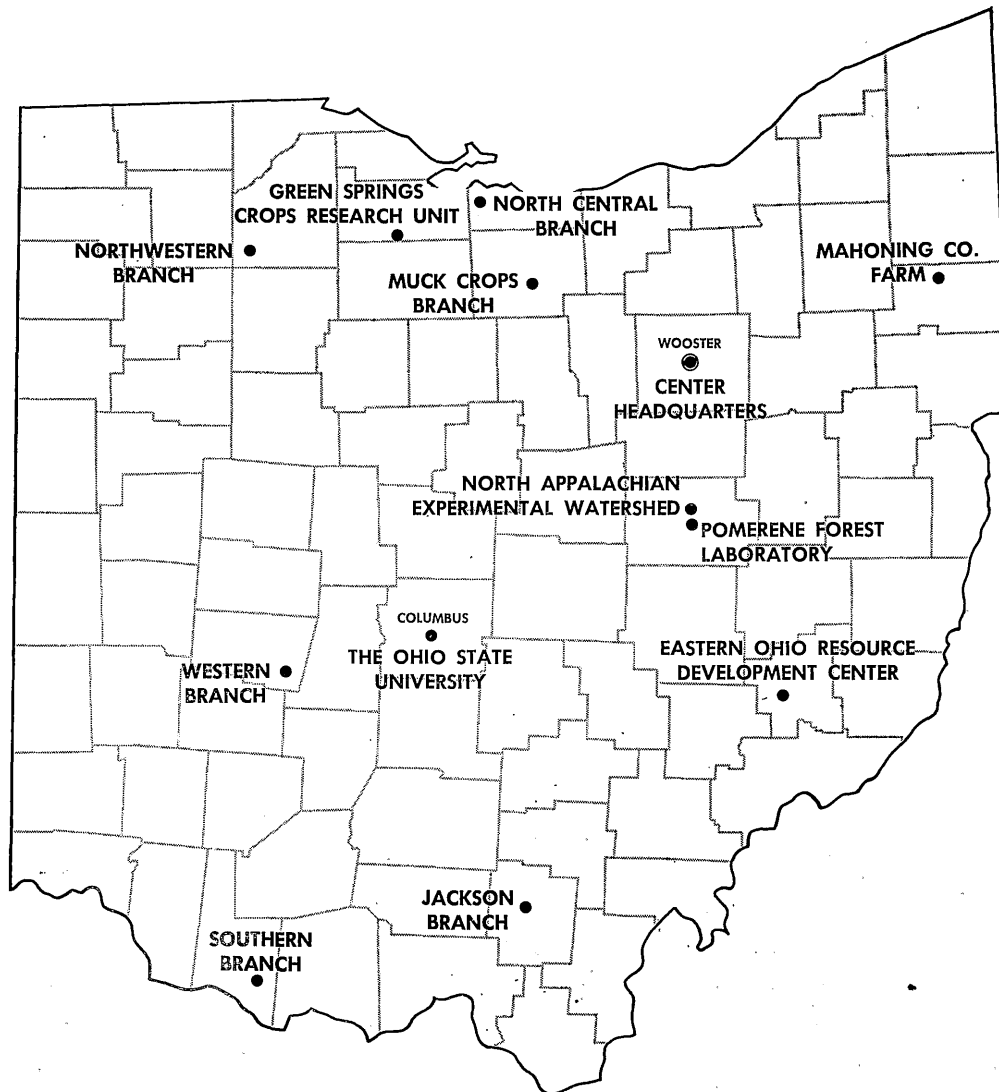 GREEN SPRINGS
CROPS RESEARCH UNIT
NORTH CENTRAL
BRANCH
NORTHWESTERN
BRANCH
MUCK CROPS
BRANCH
MAHONING CO.
FARM
WOOSTER
CENTER
HEADQUARTERS
NORTH APPALACHIAN
EXPERIMENTAL WATERSHED
POMERENE FOREST
LABORATORY
COLUMBUS
THE OHIO STATE
UNIVERSITY
EASTERN OHIO RESOURCE
DEVELOPMENT CENTER
WESTERN
BRANCH
JACKSON
BRANCH
SOUTHERN
BRANCH